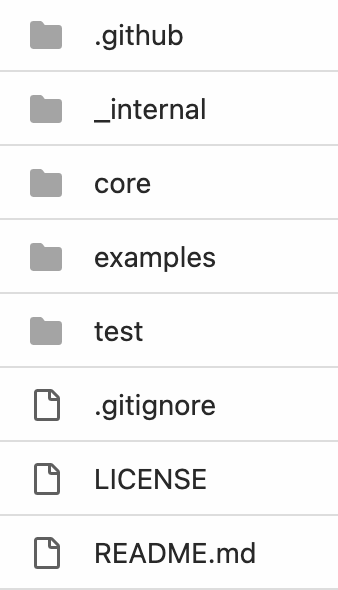 .github
_internal
core
examples
test
.gitignore
LICENSE
README.md